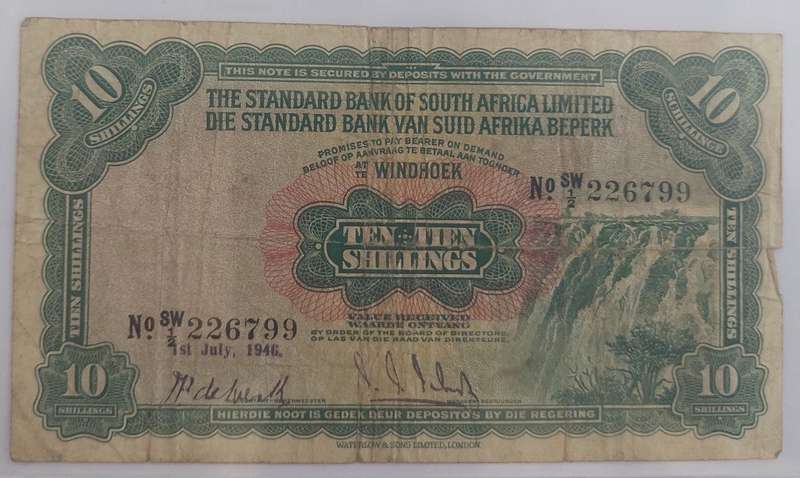 THIS NOTE IS SECURED BY DEPOSITS WITH THE GOVERNMENT
10 SHILLINGS
10 SCHILLINGS
THE STANDARD BANK OF SOUTH AFRICA LIMITED
DIE STANDARD BANK VAN SUID AFRIKA BEPERK
PROMISES TO PAY BEARER ON DEMAND
BELOOF OP AANVRAAG TE BETAAL AAN TOONDER
AT
TE WINDHOEK
No. SW 1/2 226799
TEN - TIEN
SHILLINGS
TIEN SHILLINGS
TEN SHILLINGS
VALUE RECEIVED
WAARDE ONTVANG
BY ORDER OF THE BOARD OF DIRECTORS,
OP LAS VAN DIE RAAD VAN DIREKTEURE.
No. SW 1/2 226799
1st July, 1946.
10 SHILLINGS
10 SHILLINGS
HIERDIE NOOT IS GEDEK DEUR DEPOSITO'S BY DIE REGERING
WATERLOW & SONS LIMITED, LONDON.